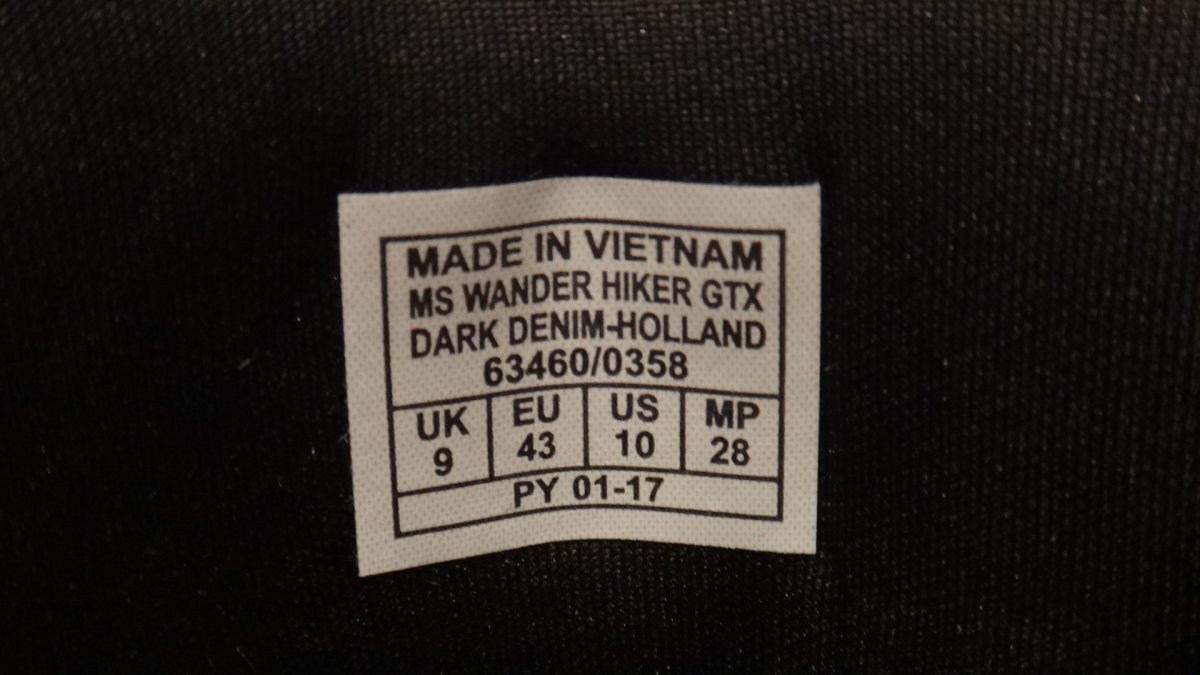 MADE IN VIETNAM
MS WANDER HIKER GTX
DARK DENIM-HOLLAND
63460/0358
UK EU US MP
9 43 10 28
PY 01-17